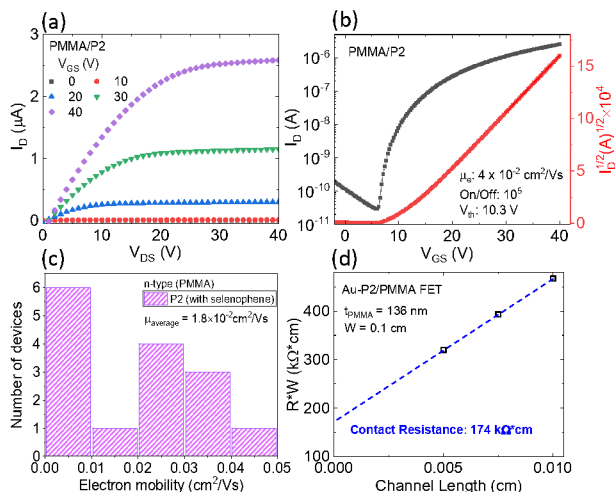 (a)
PMMA/P2
V_GS (V)
0 10
20 30
40
I_D (μA)
3
2
1
0
0 10 20 30 40
V_DS (V)
(b)
PMMA/P2
I_D (A)
10^-6
10^-7
10^-8
10^-9
10^-10
10^-11
I_D^1/2(A)^1/2×10^4
15
10
5
0
μ_e: 4 x 10^-2 cm^2/Vs
On/Off: 10^5
V_th: 10.3 V
0 10 20 30 40
V_GS (V)
(c)
n-type (PMMA)
P2 (with selenophene)
μ_average = 1.8×10^-2cm^2/Vs
Number of devices
6
5
4
3
2
1
0
0.00 0.01 0.02 0.03 0.04 0.05
Electron mobility (cm^2/Vs)
(d)
Au-P2/PMMA FET
t_PMMA = 136 nm
W = 0.1 cm
R*W (kΩ*cm)
400
300
200
100
Contact Resistance: 174 kΩ*cm
0.000 0.005 0.010
Channel Length (cm)